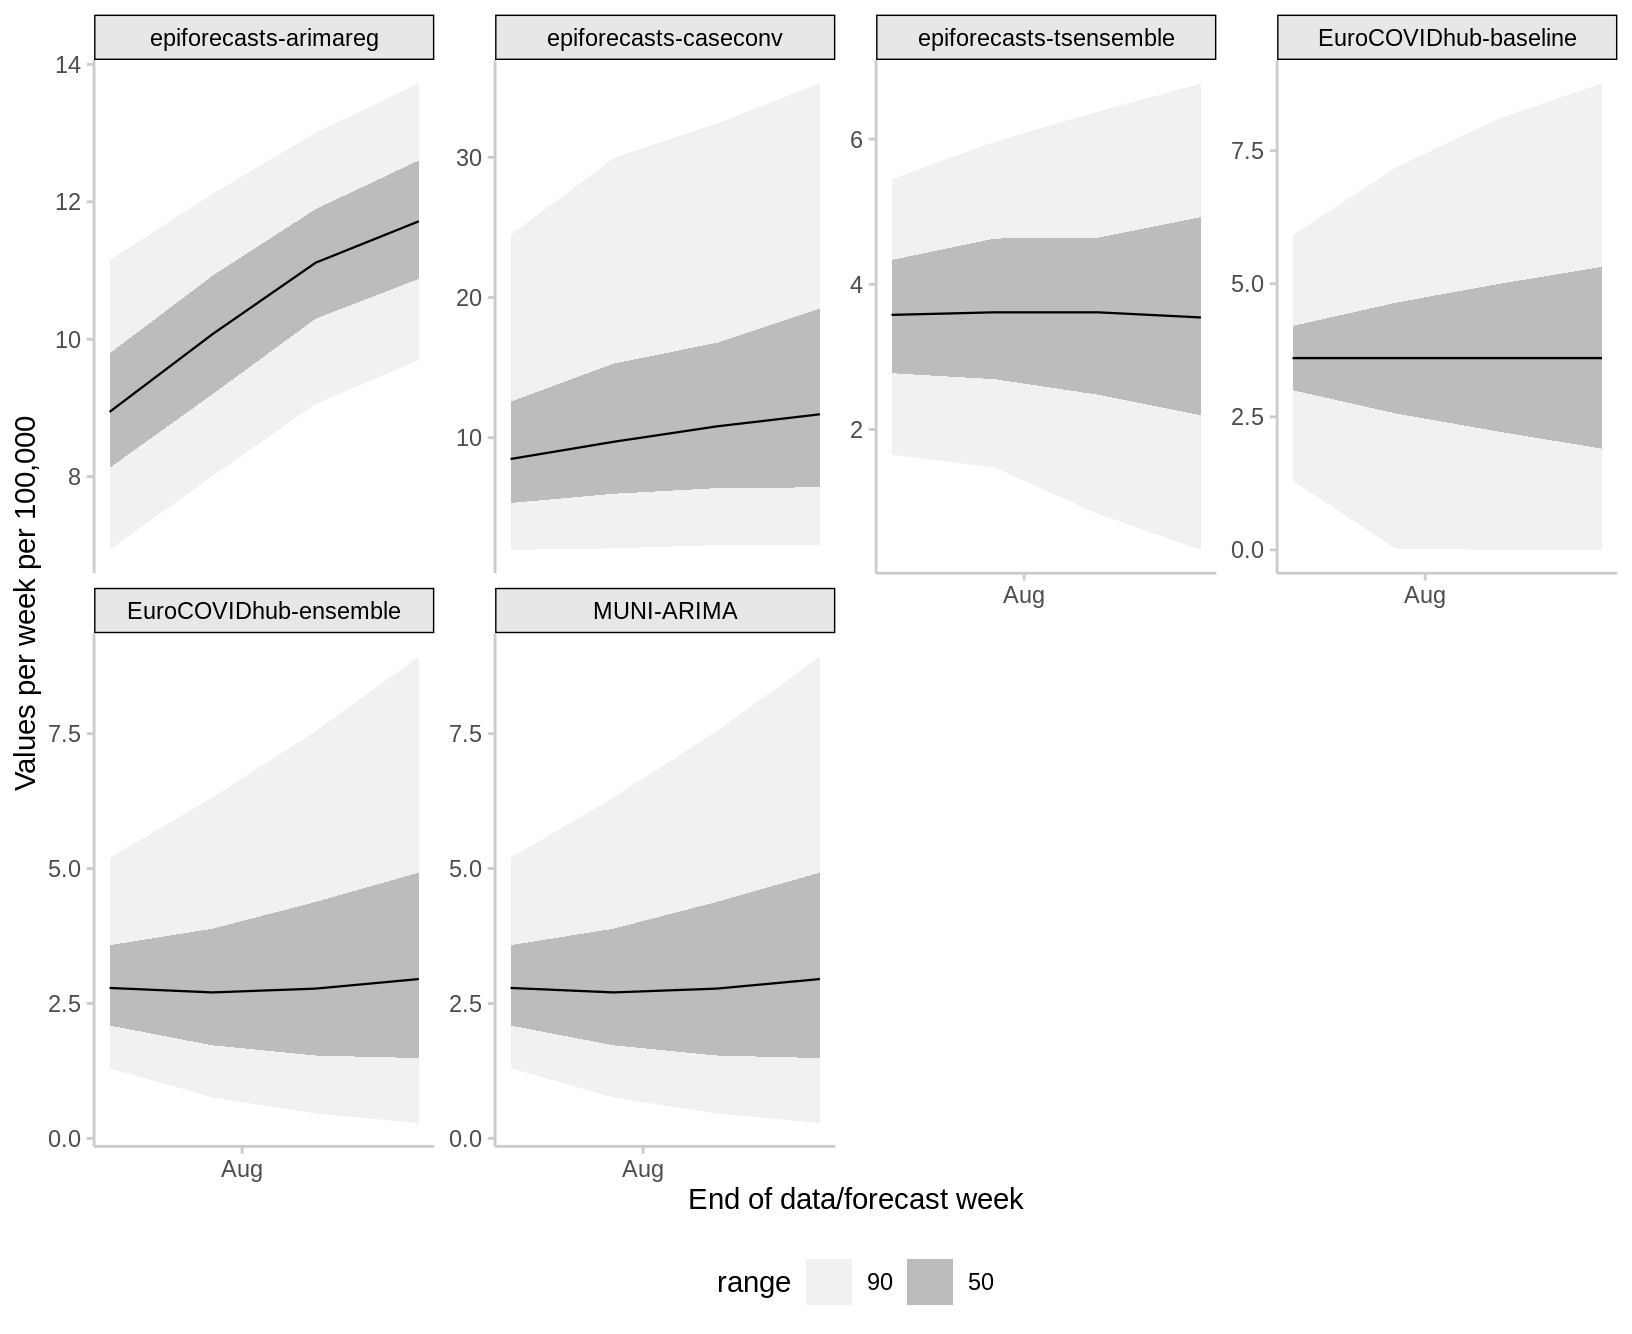 epiforecasts-arimareg
epiforecasts-caseconv
epiforecasts-tsensemble
EuroCOVIDhub-baseline
14
12
10
8
30
20
10
6
4
2
7.5
5.0
2.5
0.0
Aug
Aug
Values per week per 100,000
EuroCOVIDhub-ensemble
MUNI-ARIMA
7.5
5.0
2.5
0.0
7.5
5.0
2.5
0.0
Aug
Aug
End of data/forecast week
range 90 50